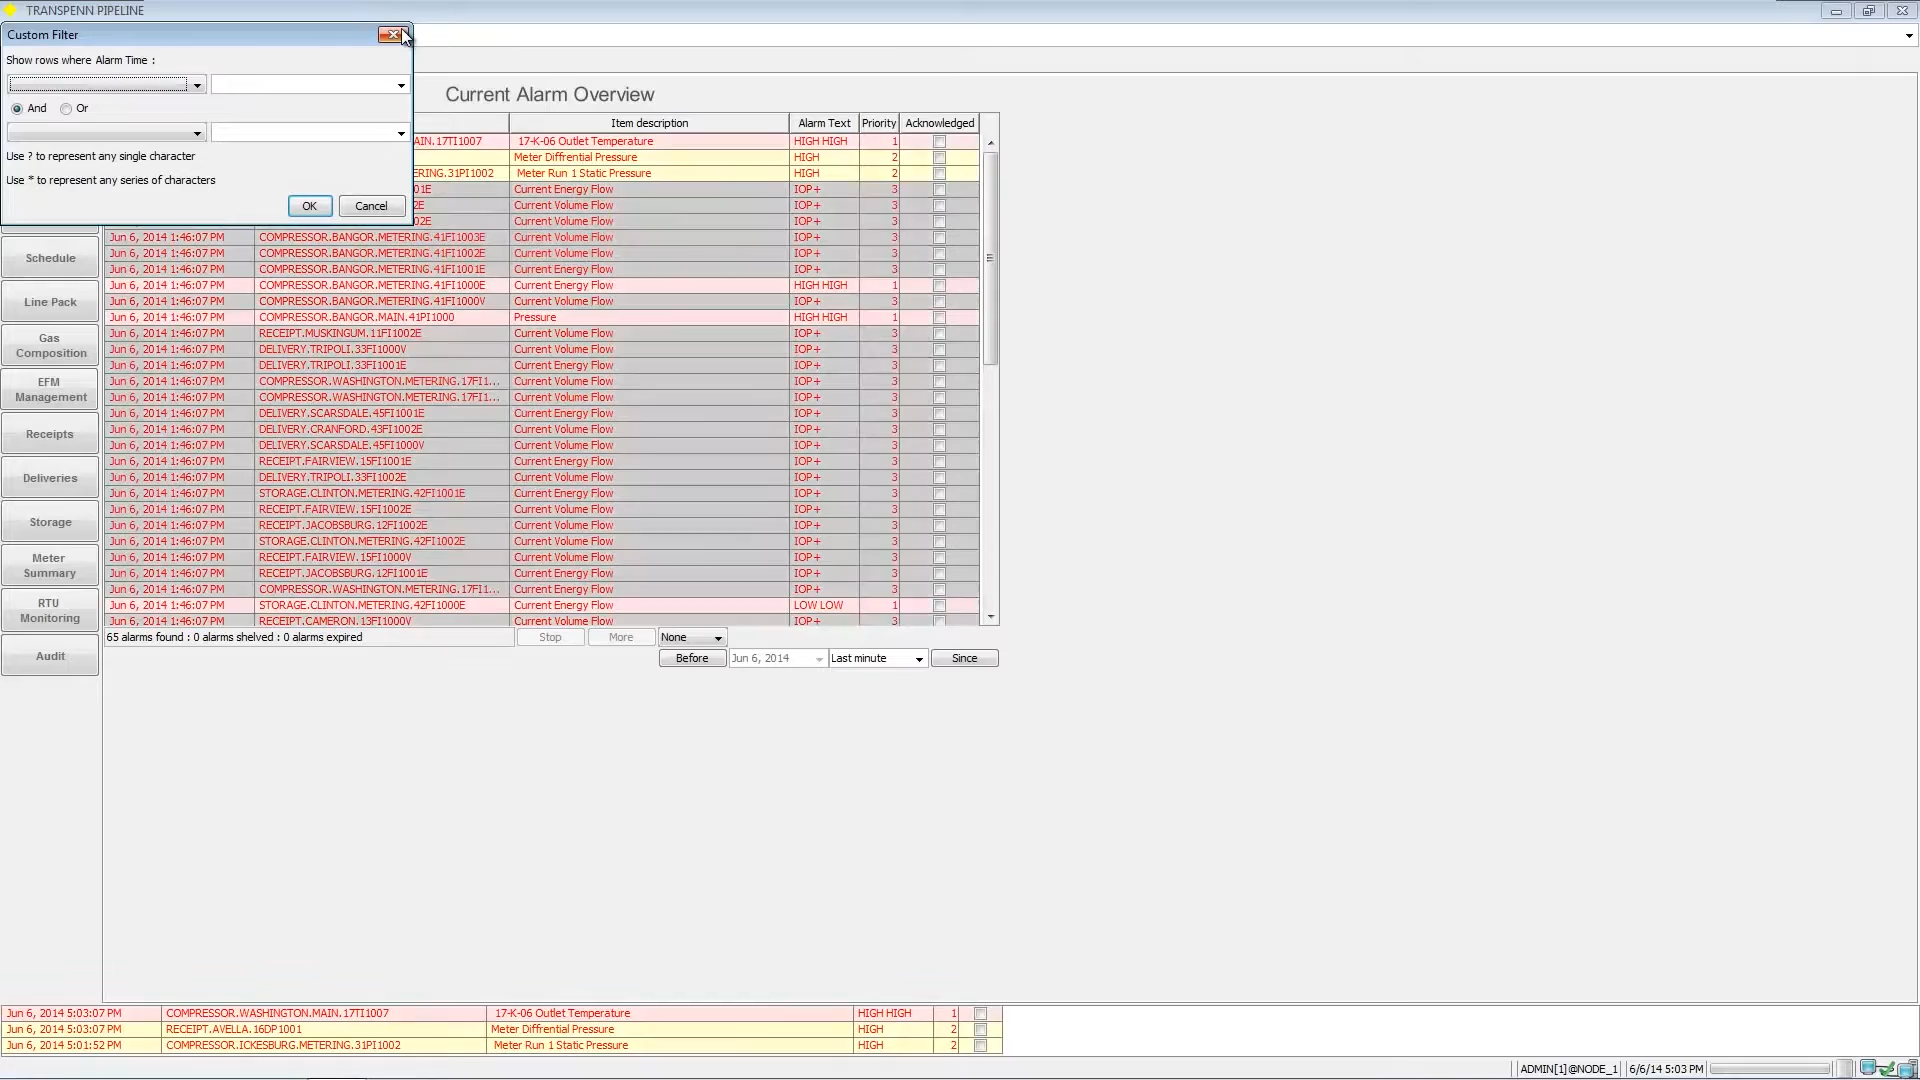 TRANSPENN PIPELINE
Custom Filter
Show rows where Alarm Time :
And Or
Use ? to represent any single character
Use * to represent any series of characters
OK Cancel
Current Alarm Overview
Item description Alarm Text Priority Acknowledged
AIN.17TI1007 17-K-06 Outlet Temperature HIGH HIGH 1
Meter Diffrential Pressure HIGH 2
ERING.31PI1002 Meter Run 1 Static Pressure HIGH 2
01E Current Energy Flow IOP+ 3
2E Current Volume Flow IOP+ 3
02E Current Volume Flow IOP+ 3
Jun 6, 2014 1:46:07 PM COMPRESSOR.BANGOR.METERING.41FI1003E Current Volume Flow IOP+ 3
Jun 6, 2014 1:46:07 PM COMPRESSOR.BANGOR.METERING.41FI1002E Current Volume Flow IOP+ 3
Jun 6, 2014 1:46:07 PM COMPRESSOR.BANGOR.METERING.41FI1001E Current Energy Flow IOP+ 3
Jun 6, 2014 1:46:07 PM COMPRESSOR.BANGOR.METERING.41FI1000E Current Energy Flow HIGH HIGH 1
Jun 6, 2014 1:46:07 PM COMPRESSOR.BANGOR.METERING.41FI1000V Current Volume Flow IOP+ 3
Jun 6, 2014 1:46:07 PM COMPRESSOR.BANGOR.MAIN.41PI1000 Pressure HIGH HIGH 1
Jun 6, 2014 1:46:07 PM RECEIPT.MUSKINGUM.11FI1002E Current Volume Flow IOP+ 3
Jun 6, 2014 1:46:07 PM DELIVERY.TRIPOLI.33FI1000V Current Volume Flow IOP+ 3
Jun 6, 2014 1:46:07 PM DELIVERY.TRIPOLI.33FI1001E Current Energy Flow IOP+ 3
Jun 6, 2014 1:46:07 PM COMPRESSOR.WASHINGTON.METERING.17FI1... Current Volume Flow IOP+ 3
Jun 6, 2014 1:46:07 PM COMPRESSOR.WASHINGTON.METERING.17FI1... Current Volume Flow IOP+ 3
Jun 6, 2014 1:46:07 PM DELIVERY.SCARSDALE.45FI1001E Current Energy Flow IOP+ 3
Jun 6, 2014 1:46:07 PM DELIVERY.CRANFORD.43FI1002E Current Volume Flow IOP+ 3
Jun 6, 2014 1:46:07 PM DELIVERY.SCARSDALE.45FI1000V Current Volume Flow IOP+ 3
Jun 6, 2014 1:46:07 PM RECEIPT.FAIRVIEW.15FI1001E Current Energy Flow IOP+ 3
Jun 6, 2014 1:46:07 PM DELIVERY.TRIPOLI.33FI1002E Current Volume Flow IOP+ 3
Jun 6, 2014 1:46:07 PM STORAGE.CLINTON.METERING.42FI1001E Current Energy Flow IOP+ 3
Jun 6, 2014 1:46:07 PM RECEIPT.FAIRVIEW.15FI1002E Current Volume Flow IOP+ 3
Jun 6, 2014 1:46:07 PM RECEIPT.JACOBSBURG.12FI1002E Current Volume Flow IOP+ 3
Jun 6, 2014 1:46:07 PM STORAGE.CLINTON.METERING.42FI1002E Current Volume Flow IOP+ 3
Jun 6, 2014 1:46:07 PM RECEIPT.FAIRVIEW.15FI1000V Current Volume Flow IOP+ 3
Jun 6, 2014 1:46:07 PM RECEIPT.JACOBSBURG.12FI1001E Current Energy Flow IOP+ 3
Jun 6, 2014 1:46:07 PM COMPRESSOR.WASHINGTON.METERING.17FI1... Current Energy Flow IOP+ 3
Jun 6, 2014 1:46:07 PM STORAGE.CLINTON.METERING.42FI1000E Current Energy Flow LOW LOW 1
Jun 6, 2014 1:46:07 PM RECEIPT.CAMERON.13FI1000V Current Volume Flow IOP+ 3
65 alarms found : 0 alarms shelved : 0 alarms expired Stop More None
Before Jun 6, 2014 Last minute Since
Schedule
Line Pack
Gas
Composition
EFM
Management
Receipts
Deliveries
Storage
Meter
Summary
RTU
Monitoring
Audit
Jun 6, 2014 5:03:07 PM COMPRESSOR.WASHINGTON.MAIN.17TI1007 17-K-06 Outlet Temperature HIGH HIGH 1
Jun 6, 2014 5:03:07 PM RECEIPT.AVELLA.16DP1001 Meter Diffrential Pressure HIGH 2
Jun 6, 2014 5:01:52 PM COMPRESSOR.ICKESBURG.METERING.31PI1002 Meter Run 1 Static Pressure HIGH 2
ADMIN[1]@NODE_1 6/6/14 5:03 PM